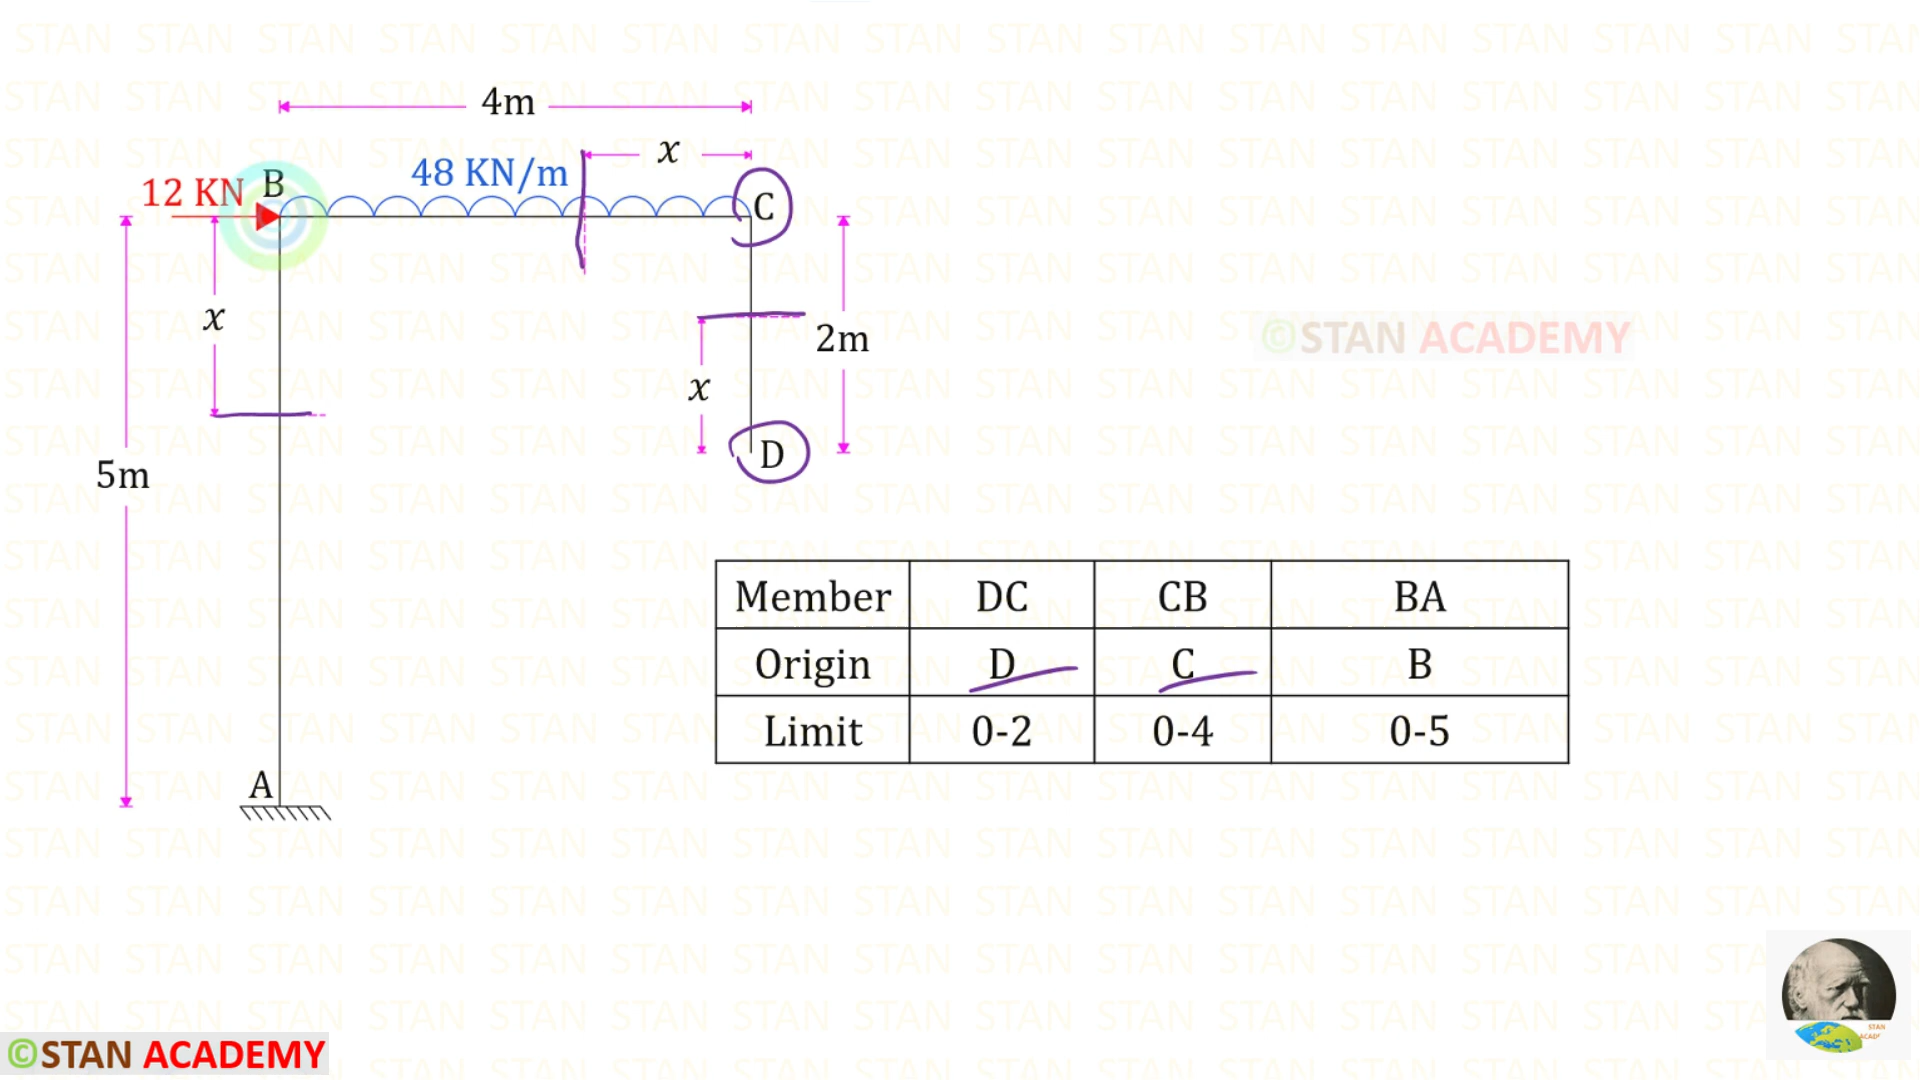 4m
x
48 KN/m
12 KN
B
C
x
2m
x
D
5m
A
©STAN ACADEMY
Member DC CB BA
Origin D C B
Limit 0-2 0-4 0-5
©STAN ACADEMY
STAN